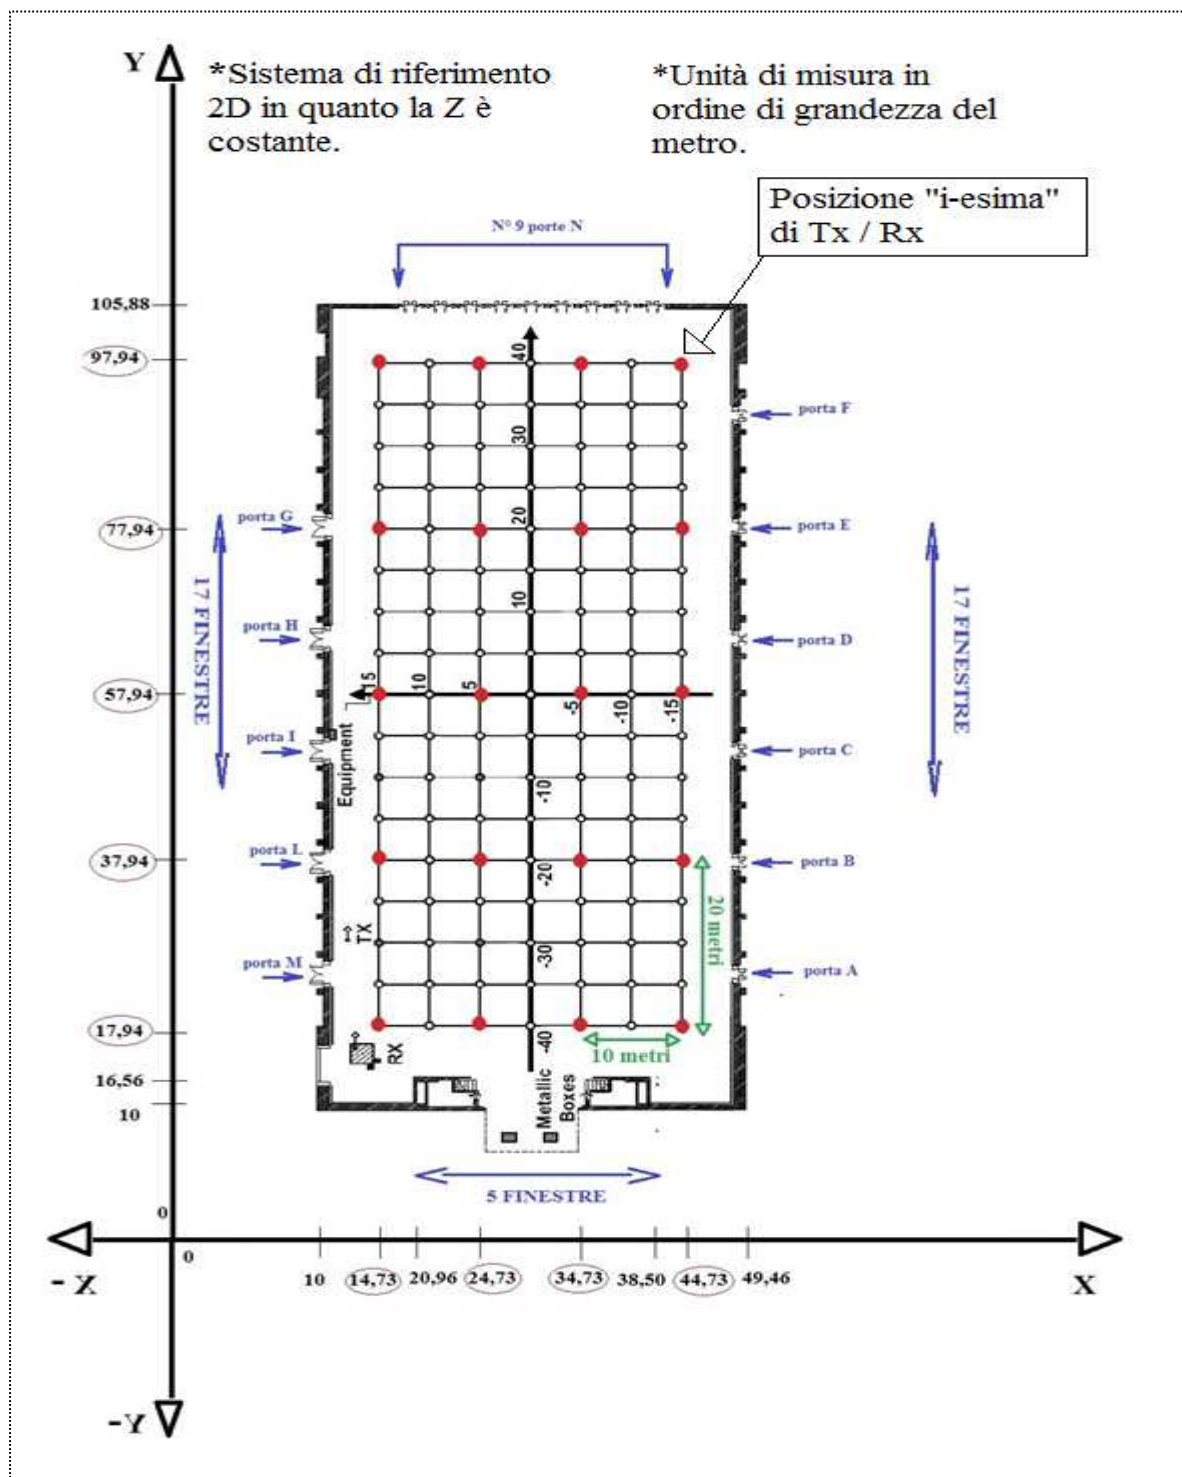 Y
*Sistema di riferimento
2D in quanto la Z è
costante.
*Unità di misura in
ordine di grandezza del
metro.
Posizione "i-esima"
di Tx / Rx
N° 9 porte N
105,88
97,94
40
porta F
30
77,94
porta G
20
porta E
17 FINESTRE
17 FINESTRE
10
porta H
porta D
57,94
15
10
5
-5
-10
-15
porta I
Equipment
porta C
-10
37,94
porta L
-20
porta B
20 metri
TX
-30
porta M
porta A
17,94
-40
10 metri
RX
16,56
Metallic
Boxes
10
5 FINESTRE
0
0
10
14,73
20,96
24,73
34,73
38,50
44,73
49,46
- X
X
-Y